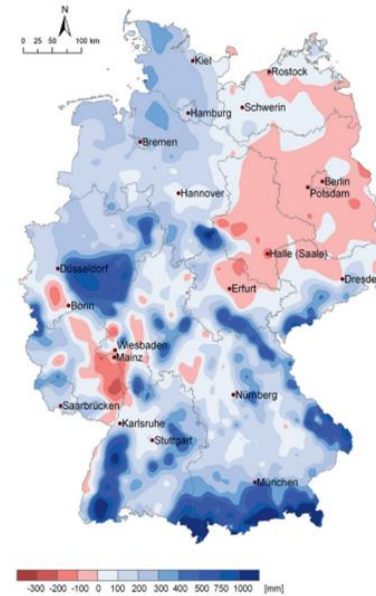 N
0 25 50 100 km
Kiel
Rostock
Schwerin
Hamburg
Bremen
Berlin
Potsdam
Hannover
Halle (Saale)
Düsseldorf
Dresde
Erfurt
Bonn
Wiesbaden
Mainz
Nürnberg
Saarbrücken
Karlsruhe
Stuttgart
München
-300 -200 -100 0 100 200 300 400 500 750 1000 [mm]